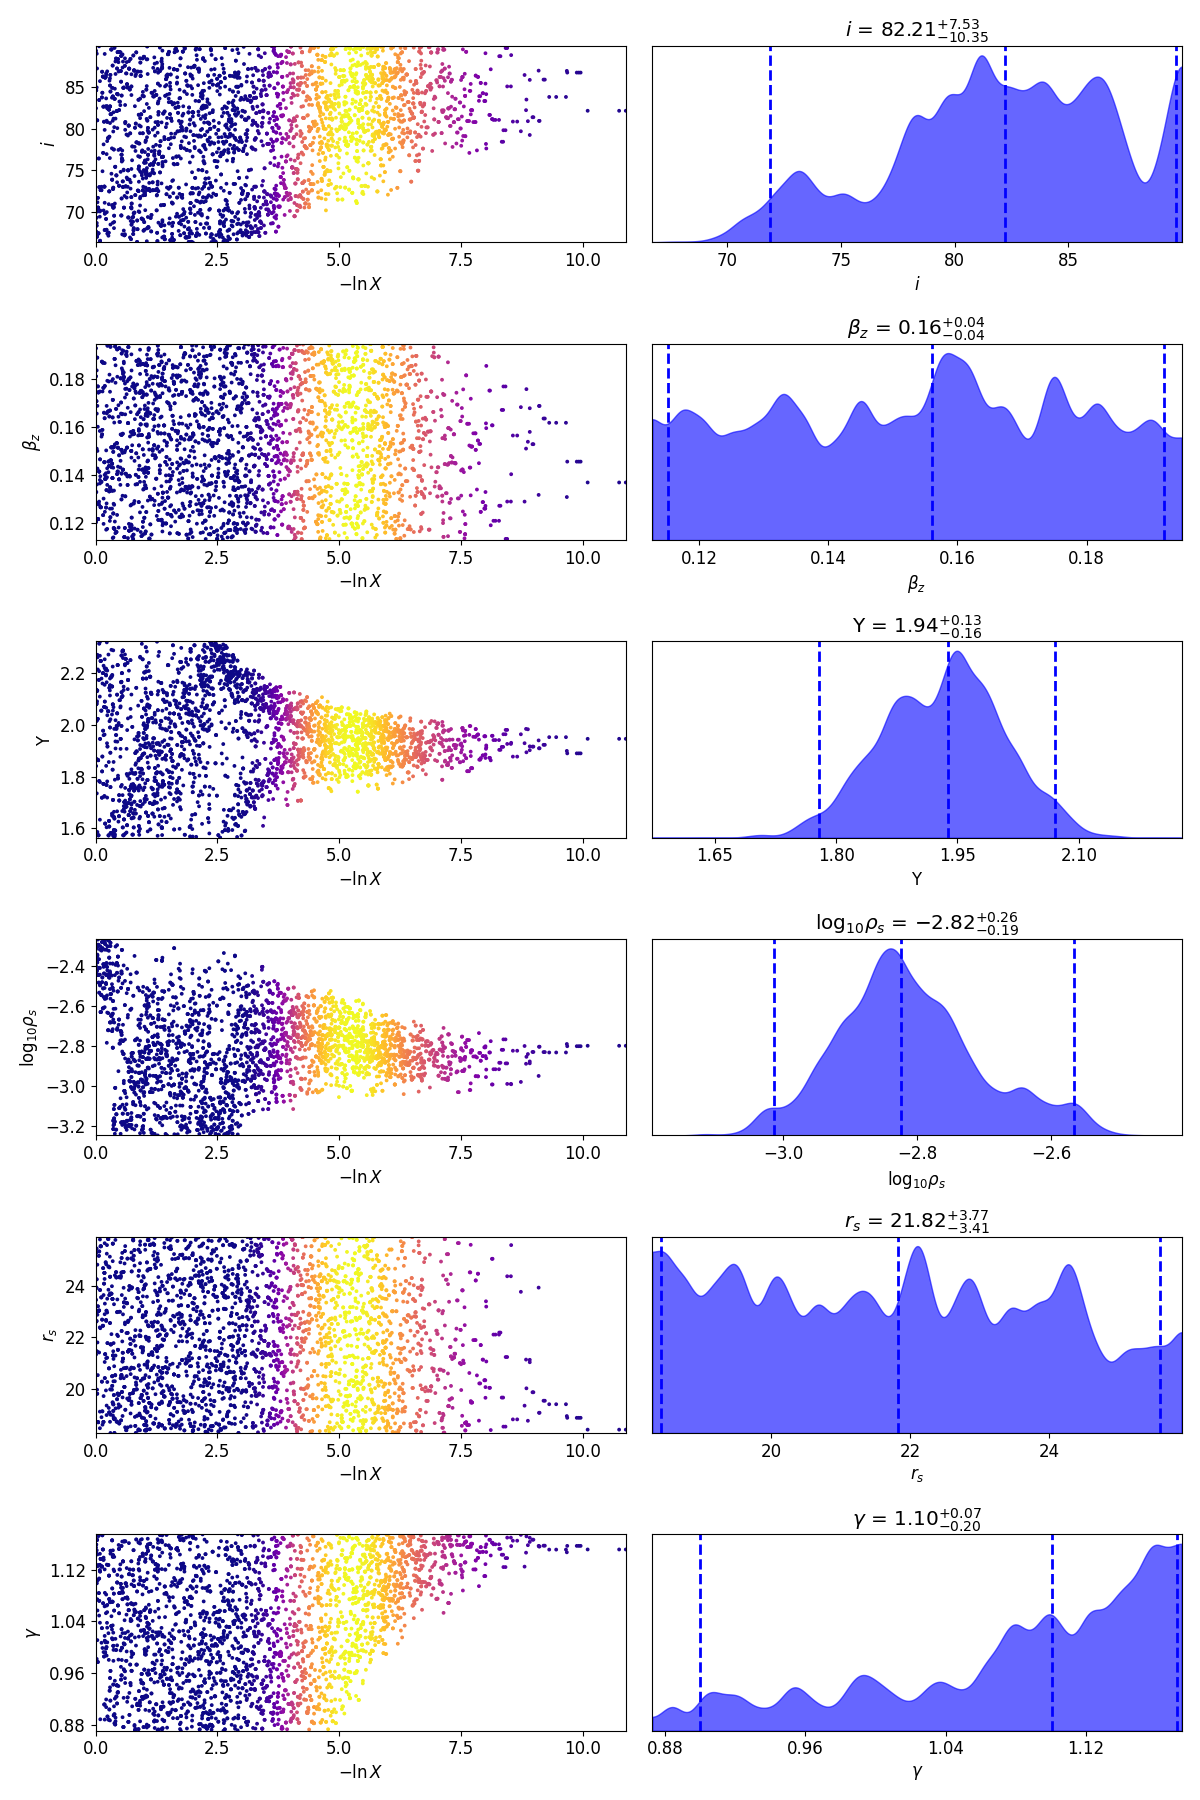 i = 82.21^{+7.53}_{-10.35}
85
80
75
70
i
0.0 2.5 5.0 7.5 10.0
−ln X
70 75 80 85
i
β_z = 0.16^{+0.04}_{-0.04}
0.18
0.16
0.14
0.12
β_z
0.0 2.5 5.0 7.5 10.0
−ln X
0.12 0.14 0.16 0.18
β_z
Y = 1.94^{+0.13}_{-0.16}
2.2
2.0
1.8
1.6
Y
0.0 2.5 5.0 7.5 10.0
−ln X
1.65 1.80 1.95 2.10
Y
log₁₀ρ_s = −2.82^{+0.26}_{-0.19}
−2.4
−2.6
−2.8
−3.0
−3.2
log₁₀ρ_s
0.0 2.5 5.0 7.5 10.0
−ln X
−3.0 −2.8 −2.6
log₁₀ρ_s
r_s = 21.82^{+3.77}_{-3.41}
24
22
20
r_s
0.0 2.5 5.0 7.5 10.0
−ln X
20 22 24
r_s
γ = 1.10^{+0.07}_{-0.20}
1.12
1.04
0.96
0.88
γ
0.0 2.5 5.0 7.5 10.0
−ln X
0.88 0.96 1.04 1.12
γ